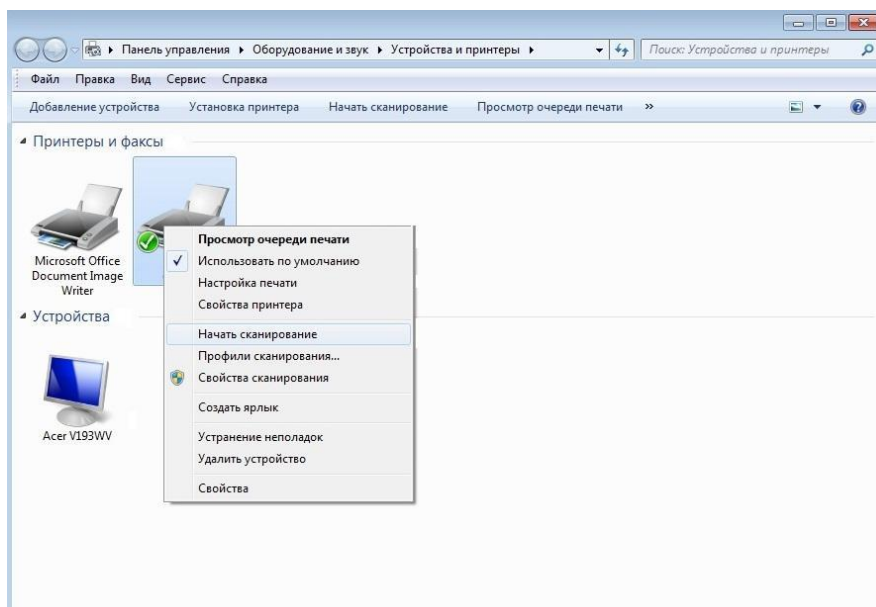 Панель управления ▸ Оборудование и звук ▸ Устройства и принтеры ▸
Поиск: Устройства и принтеры
Файл Правка Вид Сервис Справка
Добавление устройства Установка принтера Начать сканирование Просмотр очереди печати »
Принтеры и факсы
Microsoft Office
Document Image
Writer
Просмотр очереди печати
Использовать по умолчанию
Настройка печати
Свойства принтера
Начать сканирование
Профили сканирования...
Свойства сканирования
Создать ярлык
Устранение неполадок
Удалить устройство
Свойства
Устройства
Acer V193WV